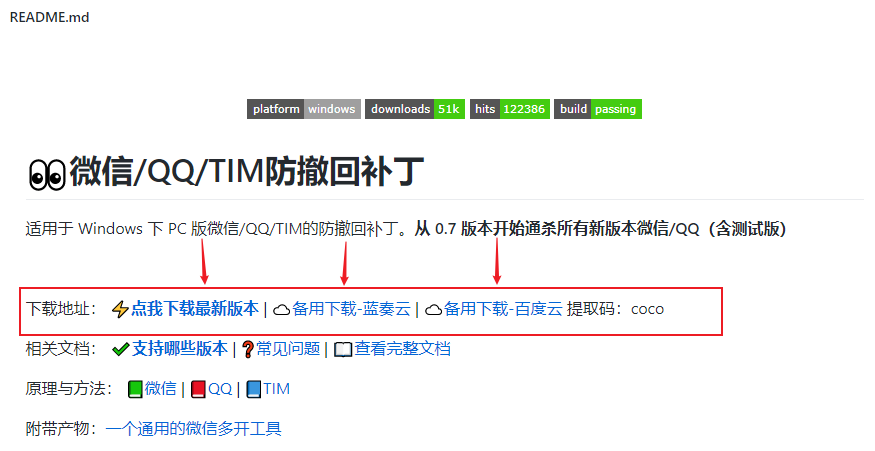 README.md
platform windows downloads 51k hits 122386 build passing
微信/QQ/TIM防撤回补丁
适用于 Windows 下 PC 版微信/QQ/TIM的防撤回补丁。从 0.7 版本开始通杀所有新版本微信/QQ（含测试版）
下载地址： ⚡点我下载最新版本 | 备用下载-蓝奏云 | 备用下载-百度云 提取码：coco
相关文档： ✔支持哪些版本 | ❓常见问题 | 📖查看完整文档
原理与方法： 📗微信 | 📕QQ | 📘TIM
附带产物：一个通用的微信多开工具